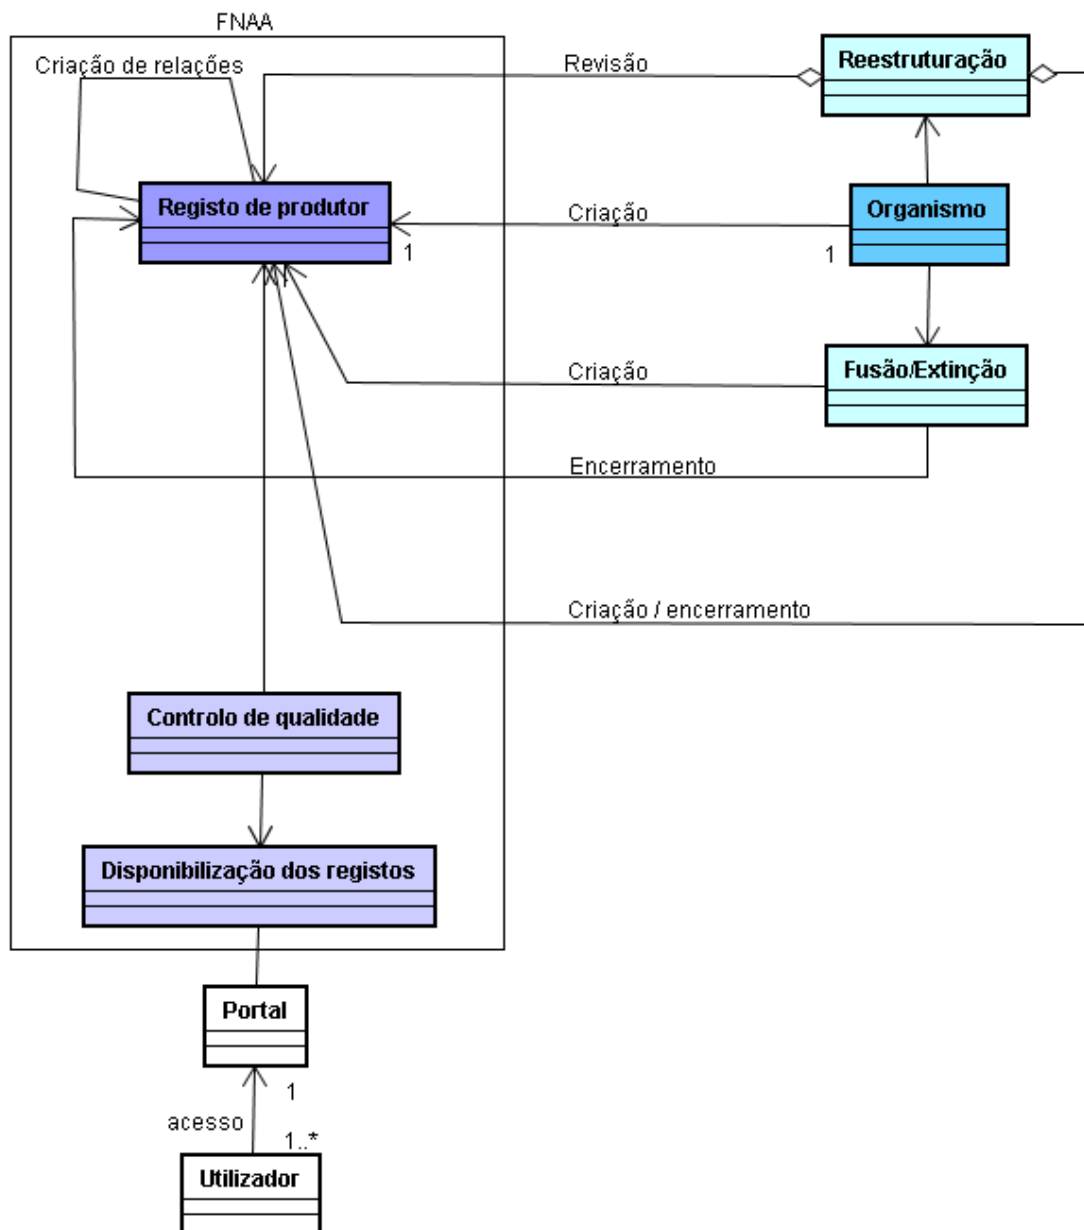 FNAA
Criação de relações
Revisão
Reestruturação
Registo de produtor
Criação
Organismo
1
1
Criação
Fusão/Extinção
Encerramento
Criação / encerramento
Controlo de qualidade
Disponibilização dos registos
Portal
1
acesso
1..*
Utilizador